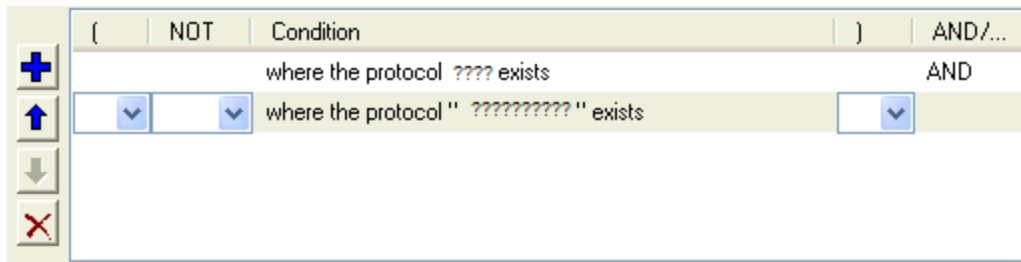 ( NOT Condition ) AND/...
where the protocol ???? exists AND
where the protocol " ?????????? " exists